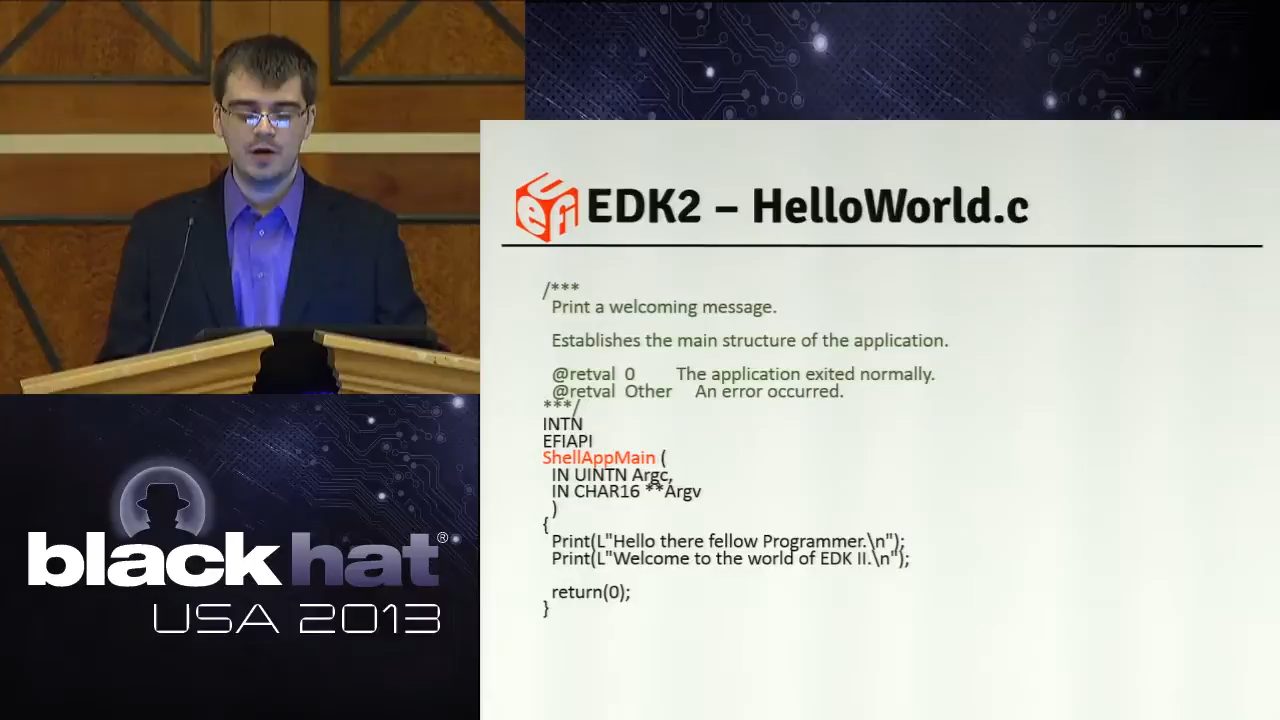 uefi EDK2 – HelloWorld.c
/***
Print a welcoming message.
Establishes the main structure of the application.
@retval 0 The application exited normally.
@retval Other An error occurred.
***/
INTN
EFIAPI
ShellAppMain (
IN UINTN Argc,
IN CHAR16 **Argv
)
{
Print(L"Hello there fellow Programmer.\n");
Print(L"Welcome to the world of EDK II.\n");
return(0);
}
blackhat®
USA 2013